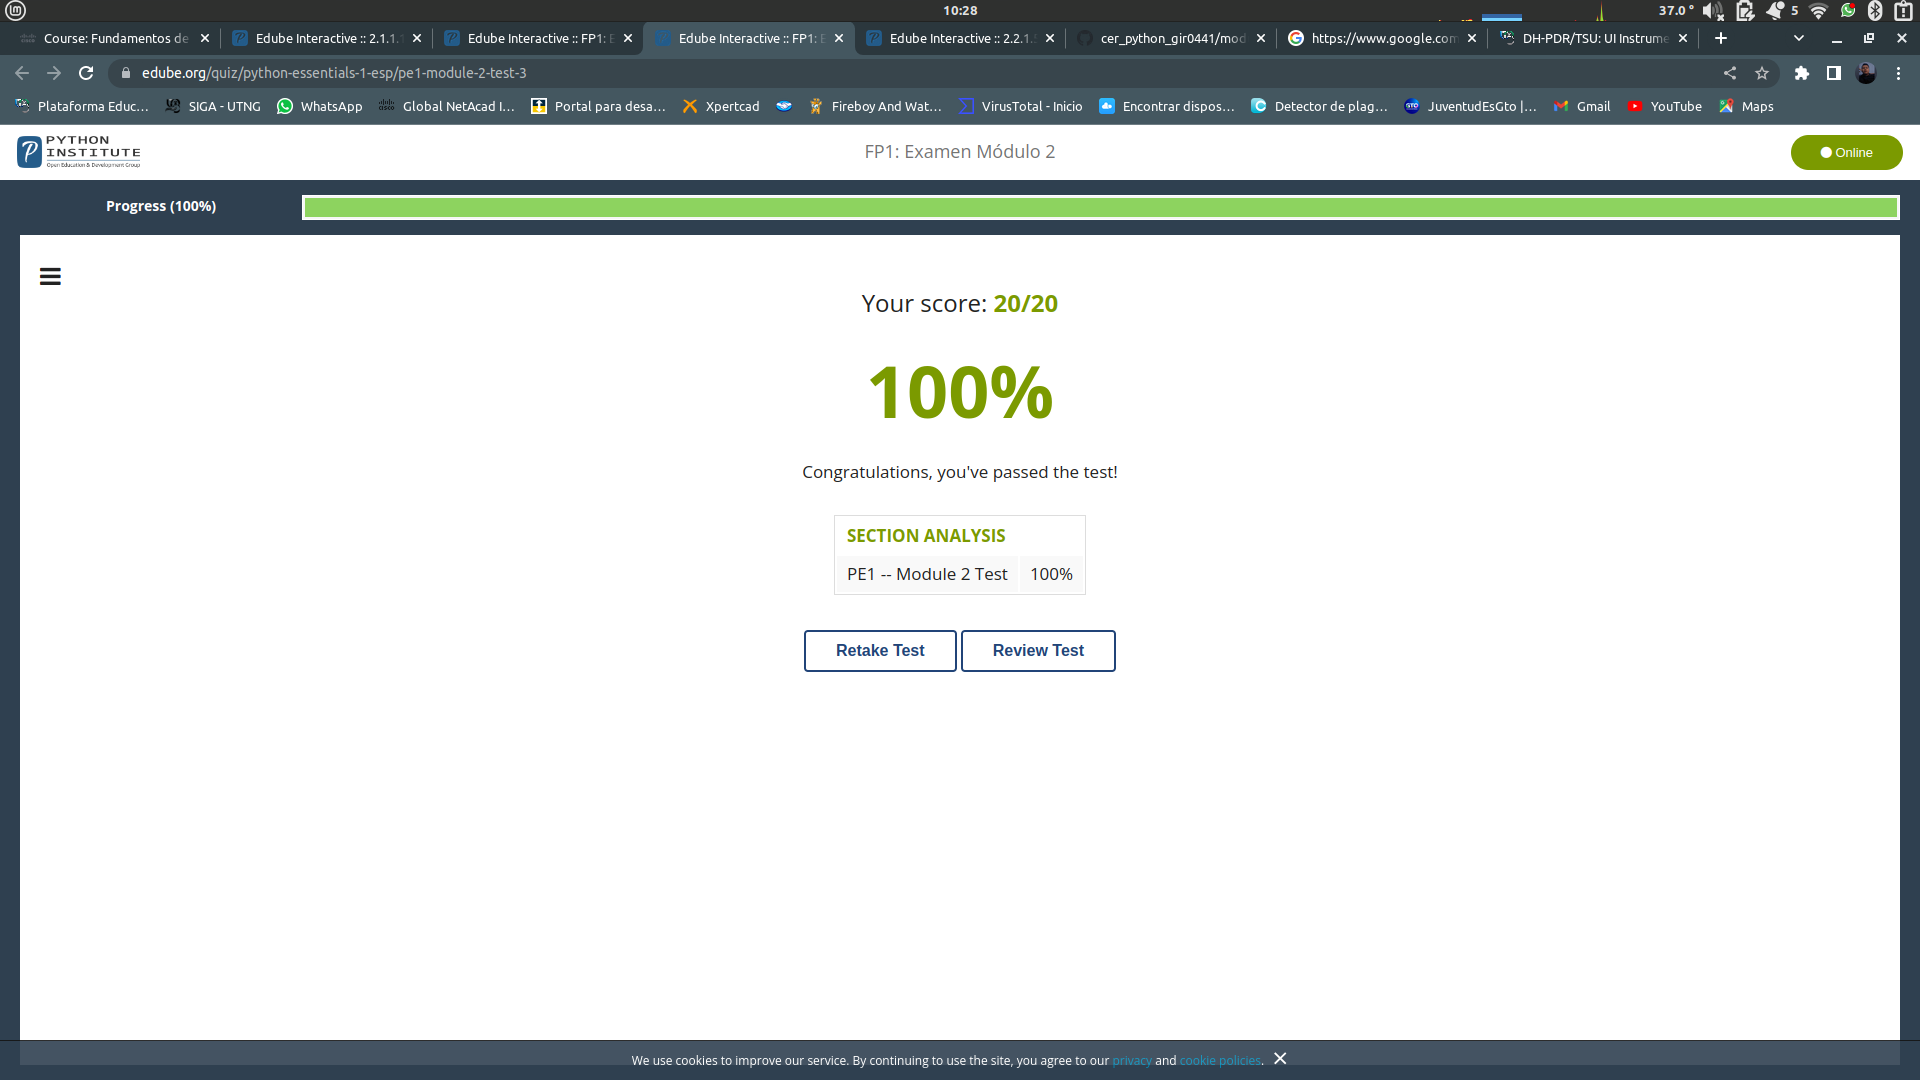 10:28
37.0 °
5
Course: Fundamentos de
Edube Interactive :: 2.1.1.1
Edube Interactive :: FP1: E
Edube Interactive :: FP1: E
Edube Interactive :: 2.2.1.
cer_python_gir0441/mod
https://www.google.com
DH-PDR/TSU: UI Instrume
edube.org/quiz/python-essentials-1-esp/pe1-module-2-test-3
Plataforma Educ...
SIGA - UTNG
WhatsApp
Global NetAcad I...
Portal para desa...
Xpertcad
Fireboy And Wat...
VirusTotal - Inicio
Encontrar dispos...
Detector de plag...
JuventudEsGto |...
Gmail
YouTube
Maps
PYTHON
INSTITUTE
Open Education & Development Group
FP1: Examen Módulo 2
Online
Progress (100%)
Your score: 20/20
100%
Congratulations, you've passed the test!
SECTION ANALYSIS
PE1 -- Module 2 Test 100%
Retake Test
Review Test
We use cookies to improve our service. By continuing to use the site, you agree to our privacy and cookie policies.